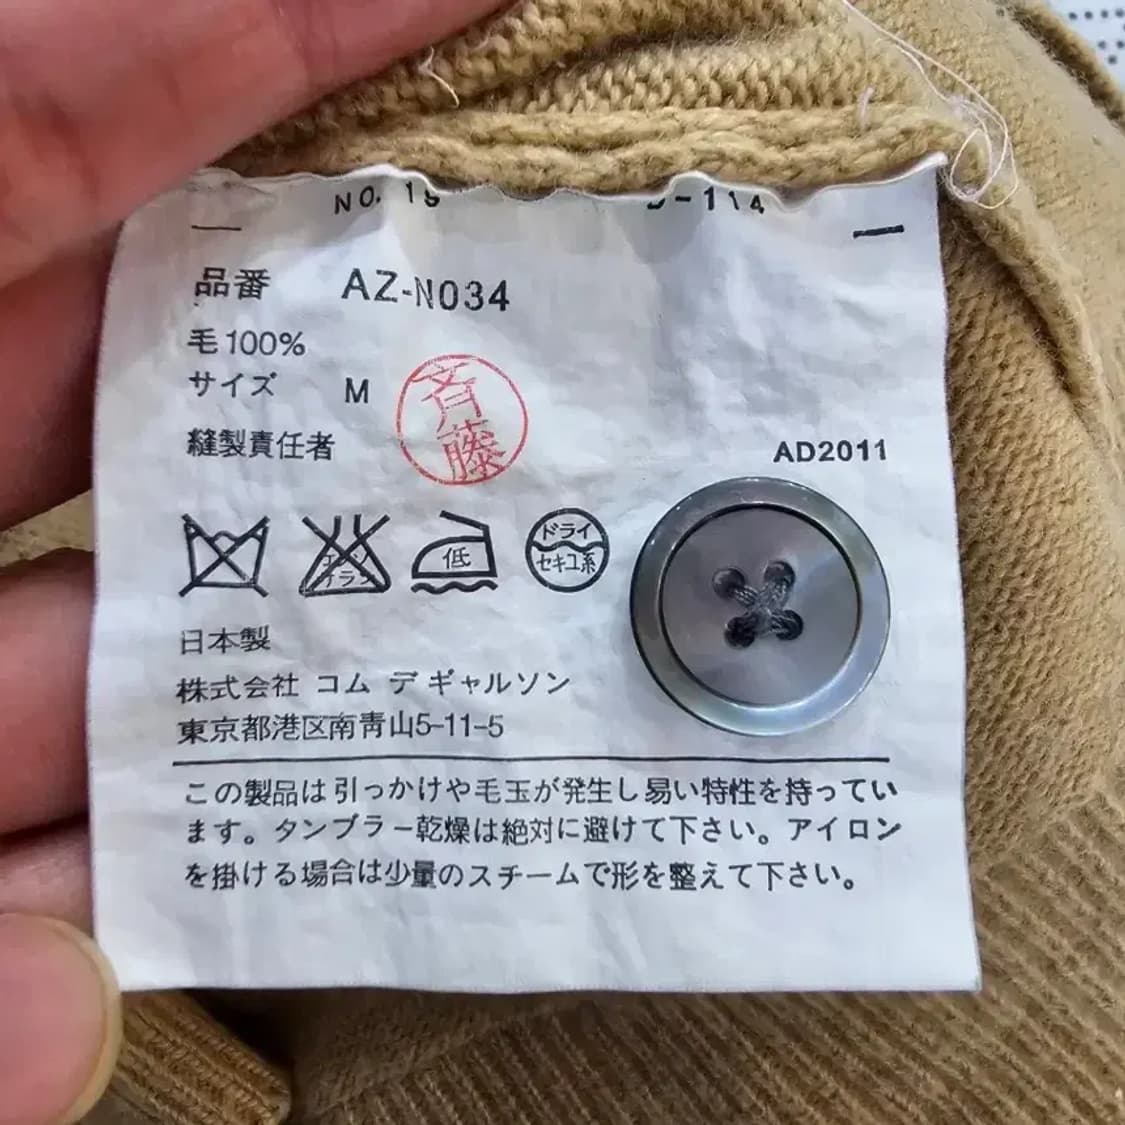 NO. 19
-114
品番 AZ-N034
毛100%
サイズ M
斉藤
縫製責任者
AD2011
低
ドライ
セキユ系
日本製
株式会社 コム デ ギャルソン
東京都港区南青山5-11-5
この製品は引っかけや毛玉が発生し易い特性を持ってい
ます。タンブラー乾燥は絶対に避けて下さい。アイロン
を掛ける場合は少量のスチームで形を整えて下さい。